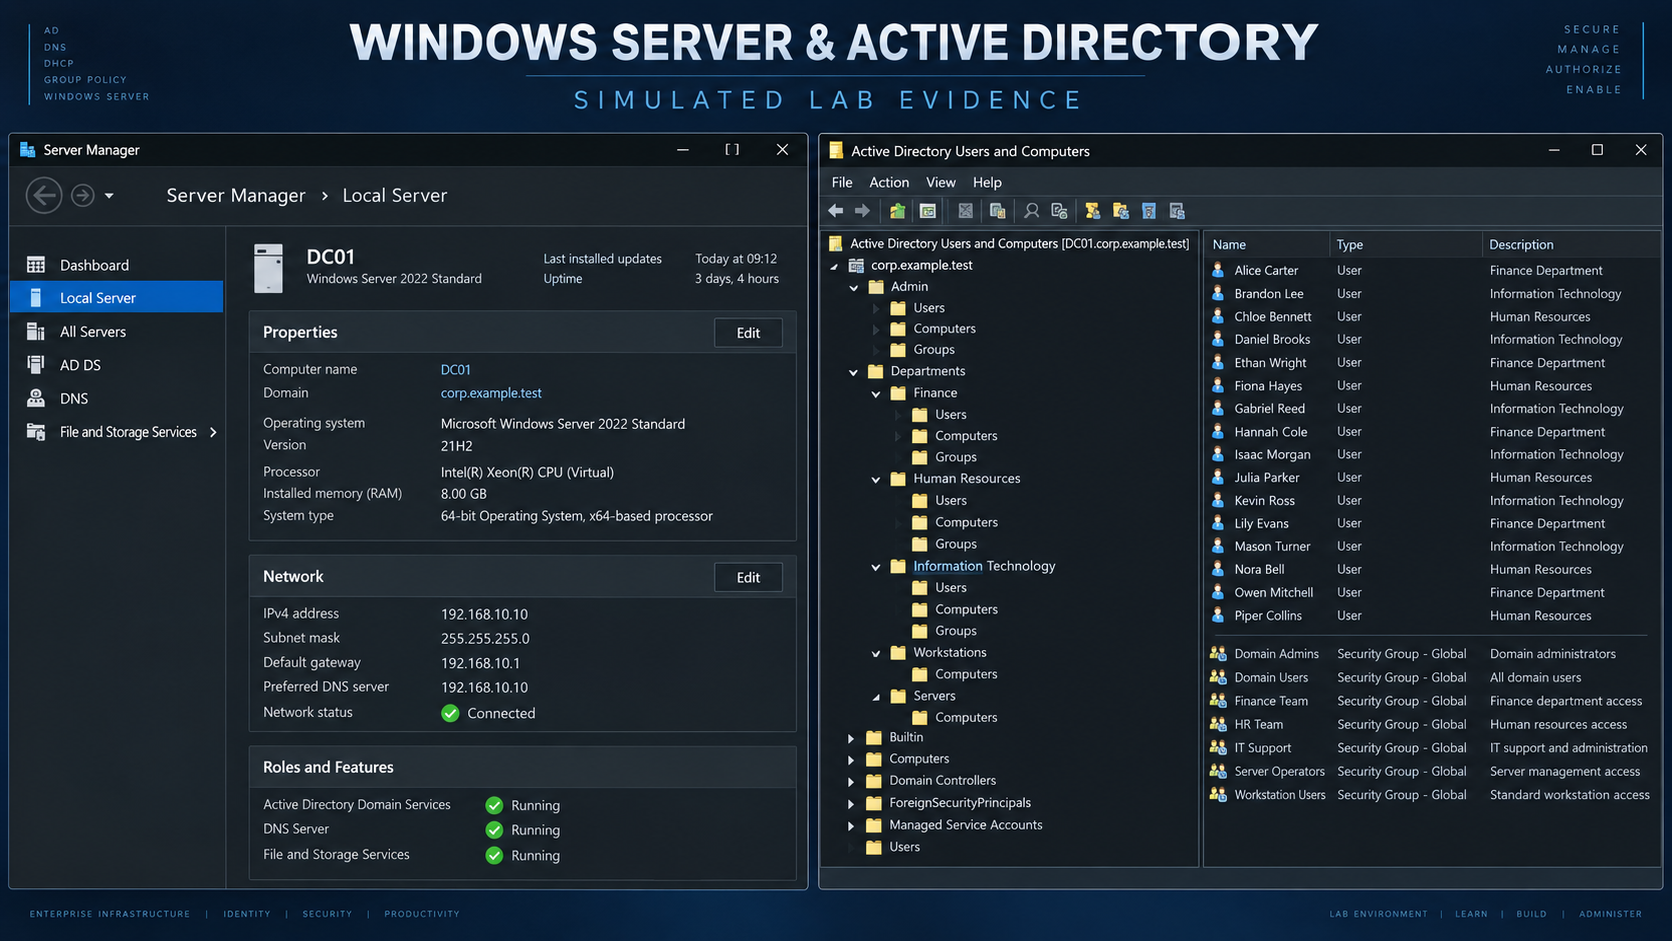 AD
DNS
DHCP
GROUP POLICY
WINDOWS SERVER
WINDOWS SERVER & ACTIVE DIRECTORY
SIMULATED LAB EVIDENCE
SECURE
MANAGE
AUTHORIZE
ENABLE
Server Manager
Server Manager › Local Server
Dashboard
Local Server
All Servers
AD DS
DNS
File and Storage Services
DC01
Windows Server 2022 Standard
Last installed updates Today at 09:12
Uptime 3 days, 4 hours
Properties Edit
Computer name DC01
Domain corp.example.test
Operating system Microsoft Windows Server 2022 Standard
Version 21H2
Processor Intel(R) Xeon(R) CPU (Virtual)
Installed memory (RAM) 8.00 GB
System type 64-bit Operating System, x64-based processor
Network Edit
IPv4 address 192.168.10.10
Subnet mask 255.255.255.0
Default gateway 192.168.10.1
Preferred DNS server 192.168.10.10
Network status Connected
Roles and Features
Active Directory Domain Services Running
DNS Server Running
File and Storage Services Running
Active Directory Users and Computers
File Action View Help
Active Directory Users and Computers [DC01.corp.example.test]
corp.example.test
Admin
Users
Computers
Groups
Departments
Finance
Users
Computers
Groups
Human Resources
Users
Computers
Groups
Information Technology
Users
Computers
Groups
Workstations
Computers
Servers
Computers
Builtin
Computers
Domain Controllers
ForeignSecurityPrincipals
Managed Service Accounts
Users
Name Type Description
Alice Carter User Finance Department
Brandon Lee User Information Technology
Chloe Bennett User Human Resources
Daniel Brooks User Information Technology
Ethan Wright User Finance Department
Fiona Hayes User Human Resources
Gabriel Reed User Information Technology
Hannah Cole User Finance Department
Isaac Morgan User Information Technology
Julia Parker User Human Resources
Kevin Ross User Information Technology
Lily Evans User Finance Department
Mason Turner User Information Technology
Nora Bell User Human Resources
Owen Mitchell User Finance Department
Piper Collins User Human Resources
Domain Admins Security Group - Global Domain administrators
Domain Users Security Group - Global All domain users
Finance Team Security Group - Global Finance department access
HR Team Security Group - Global Human resources access
IT Support Security Group - Global IT support and administration
Server Operators Security Group - Global Server management access
Workstation Users Security Group - Global Standard workstation access
ENTERPRISE INFRASTRUCTURE | IDENTITY | SECURITY | PRODUCTIVITY
LAB ENVIRONMENT | LEARN | BUILD | ADMINISTER